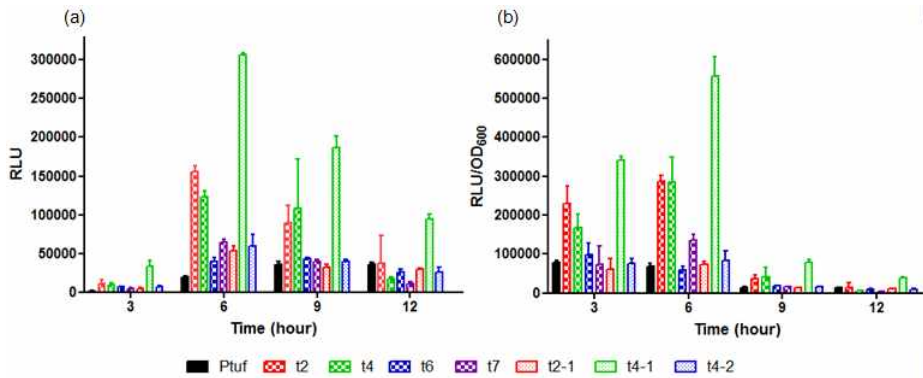 (a)
RLU
300000
250000
200000
150000
100000
50000
0
3 6 9 12
Time (hour)
(b)
RLU/OD600
600000
500000
400000
300000
200000
100000
0
3 6 9 12
Time (hour)
Ptuf t2 t4 t6 t7 t2-1 t4-1 t4-2